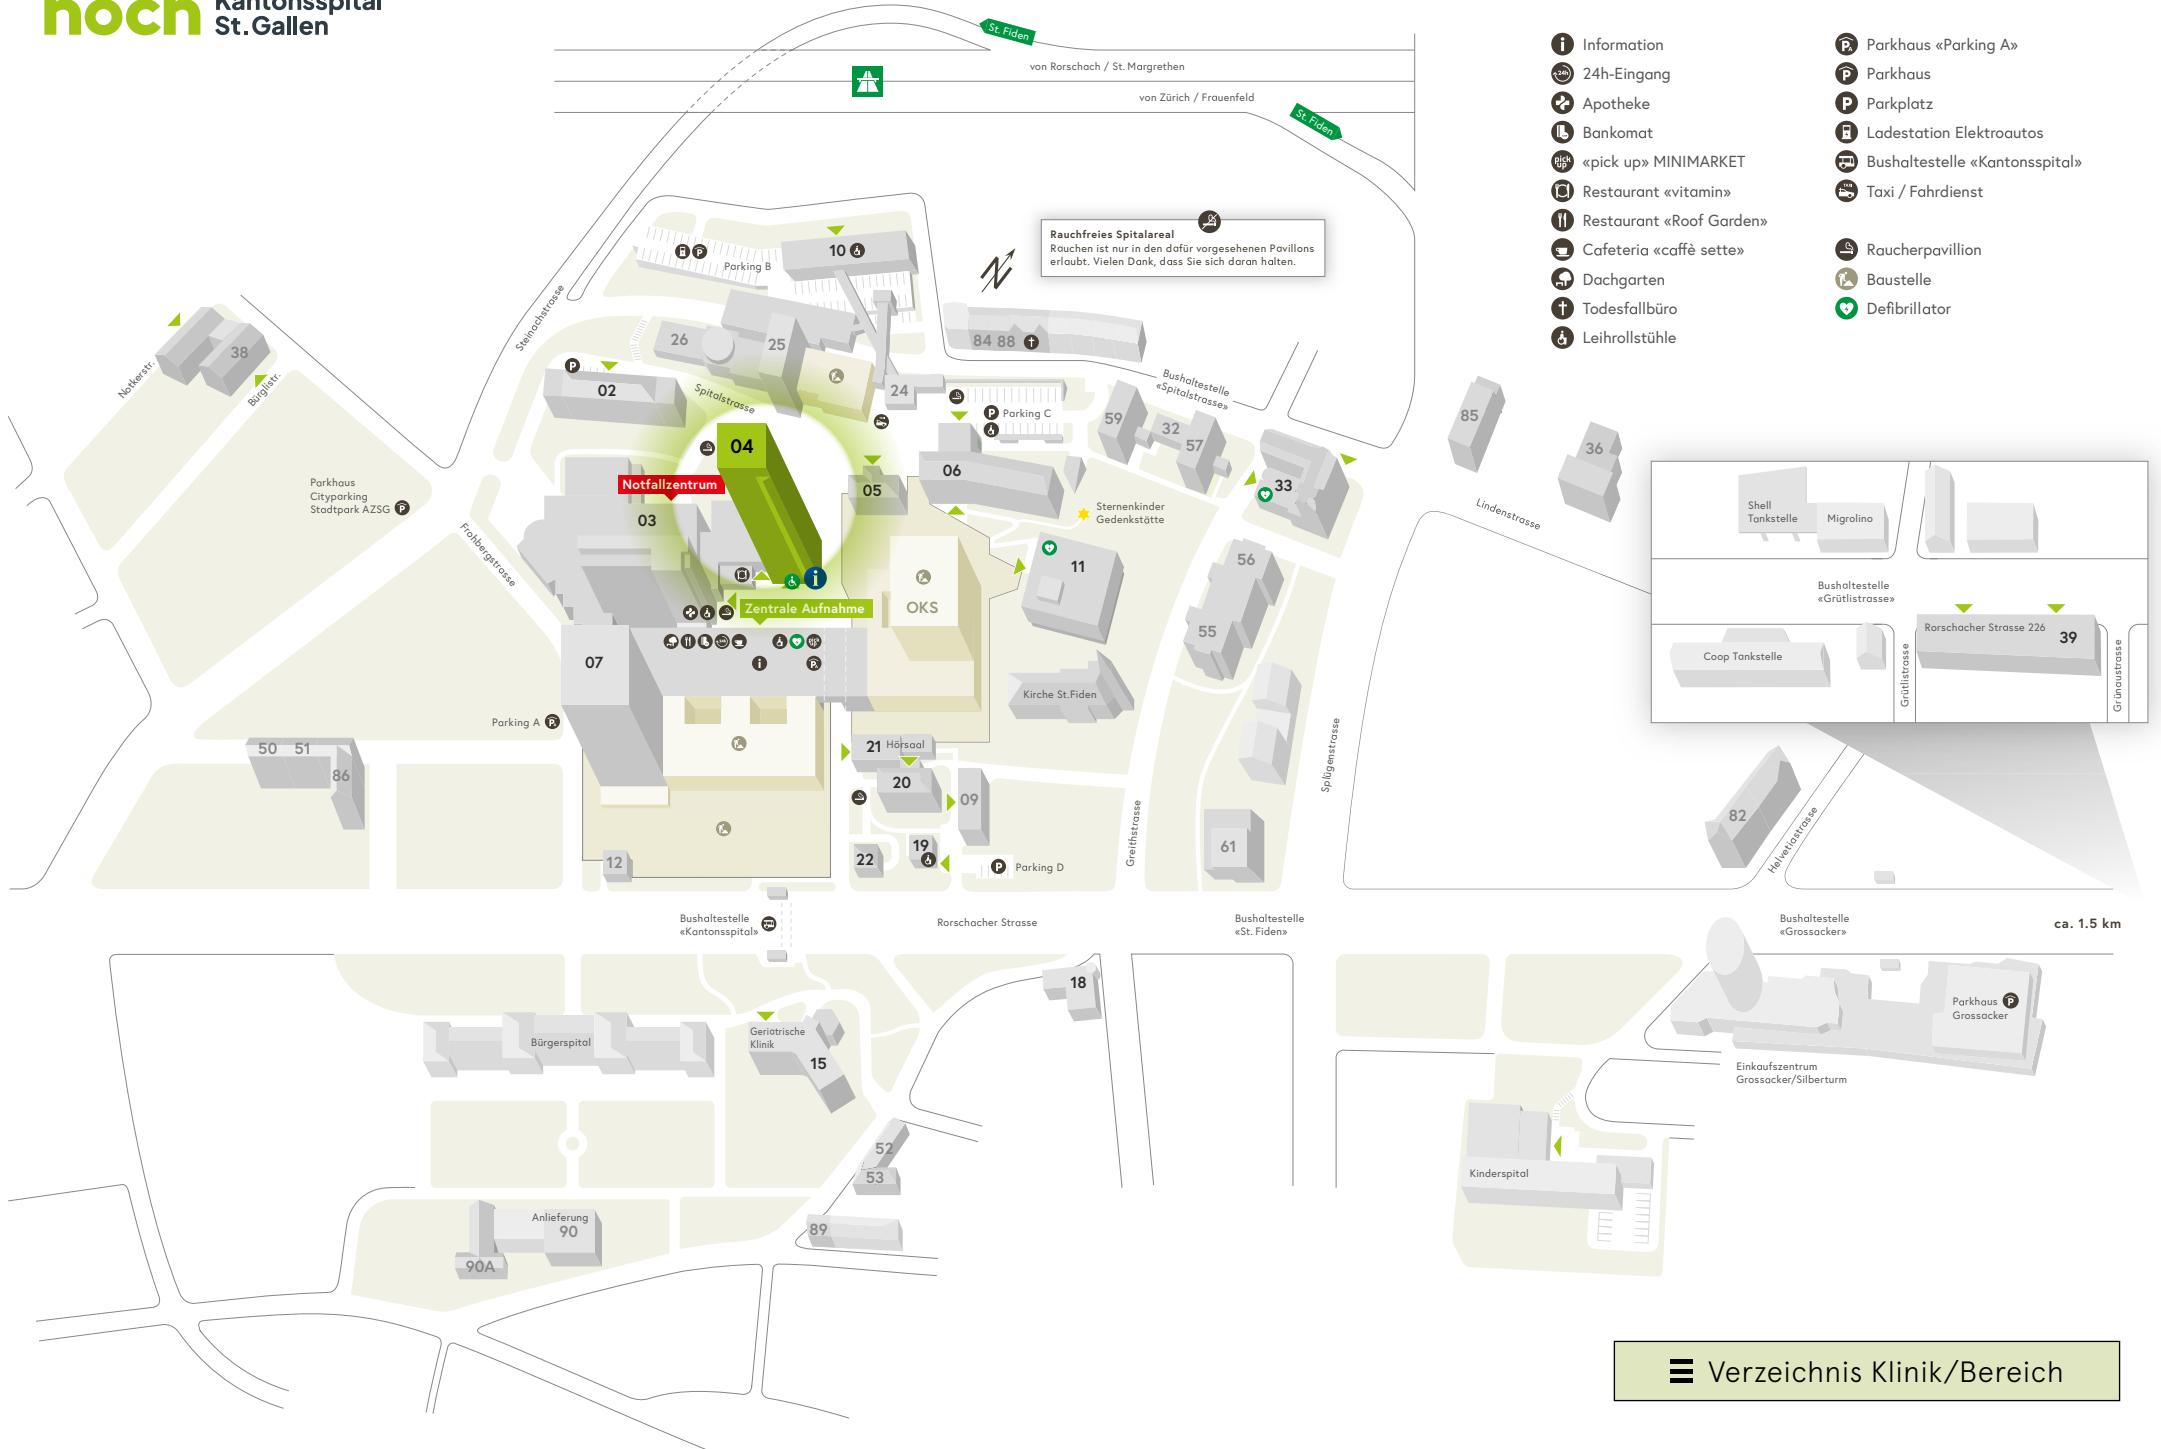 noch Kantonsspital
St.Gallen
St. Fiden
von Rorschach / St. Margrethen
von Zürich / Frauenfeld
St. Fiden
Information
24h-Eingang
Apotheke
Bankomat
«pick up» MINIMARKET
Restaurant «vitamin»
Restaurant «Roof Garden»
Cafeteria «caffè sette»
Dachgarten
Todesfallbüro
Leihrollstühle
Parkhaus «Parking A»
Parkhaus
Parkplatz
Ladestation Elektroautos
Bushaltestelle «Kantonsspital»
Taxi / Fahrdienst
Raucherpavillion
Baustelle
Defibrillator
Rauchfreies Spitalareal
Rauchen ist nur in den dafür vorgesehenen Pavillons
erlaubt. Vielen Dank, dass Sie sich daran halten.
N
10
Parking B
Steinachstrasse
26
25
84 88
38
Notkerstr.
Bürglistr.
02
Spitalstrasse
24
Bushaltestelle
«Spitalstrasse»
Parking C
59
32
57
85
36
04
06
05
33
Notfallzentrum
03
Parkhaus
Cityparking
Stadtpark AZSG
Frohbergstrasse
Sternenkinder
Gedenkstätte
Lindenstrasse
11
56
55
OKS
Zentrale Aufnahme
07
Kirche St.Fiden
Parking A
Splügenstrasse
Shell
Tankstelle
Migrolino
Bushaltestelle
«Grütlistrasse»
Rorschacher Strasse 226
39
Coop Tankstelle
Grütlistrasse
Grünaustrasse
50 51
86
21 Hörsaal
20
09
19
22
12
Parking D
Greithstrasse
61
82
Helvetiastrasse
Bushaltestelle
«Kantonsspital»
Rorschacher Strasse
Bushaltestelle
«St. Fiden»
Bushaltestelle
«Grossacker»
ca. 1.5 km
18
Parkhaus
Grossacker
Einkaufszentrum
Grossacker/Silberturm
Bürgerspital
Geriatrische
Klinik
15
52
53
89
Kinderspital
Anlieferung
90
90A
Verzeichnis Klinik/Bereich